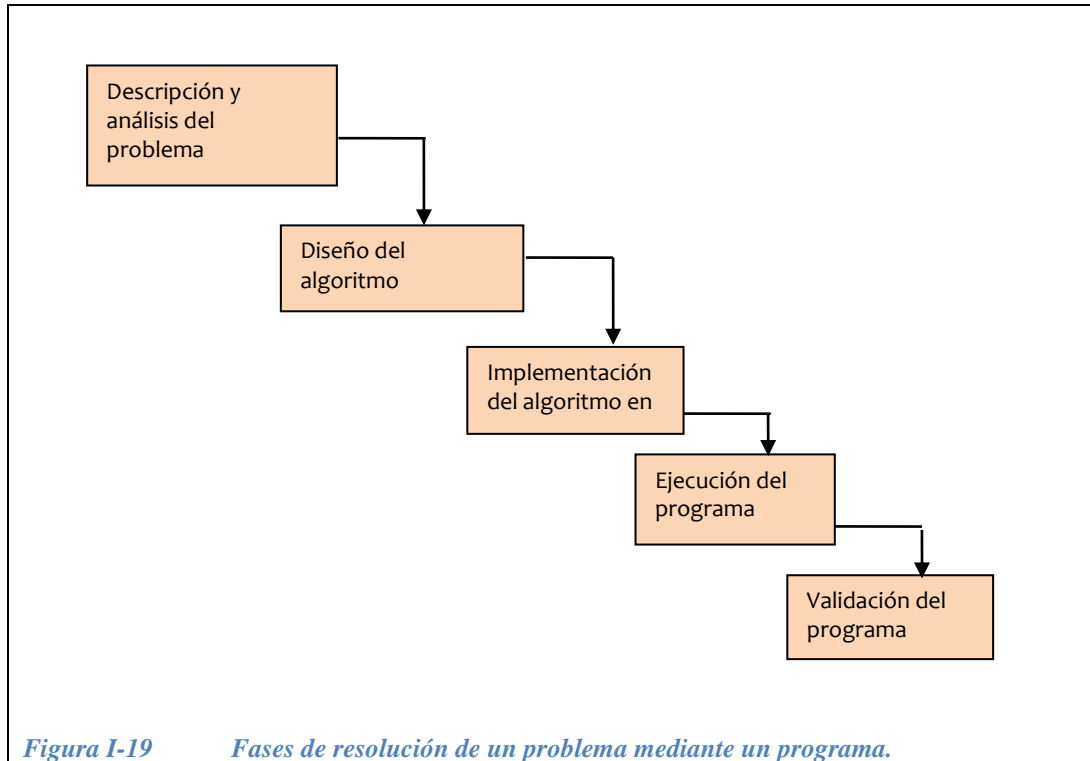 Descripción y
análisis del
problema
Diseño del
algoritmo
Implementación
del algoritmo en
Ejecución del
programa
Validación del
programa
Figura I-19 Fases de resolución de un problema mediante un programa.